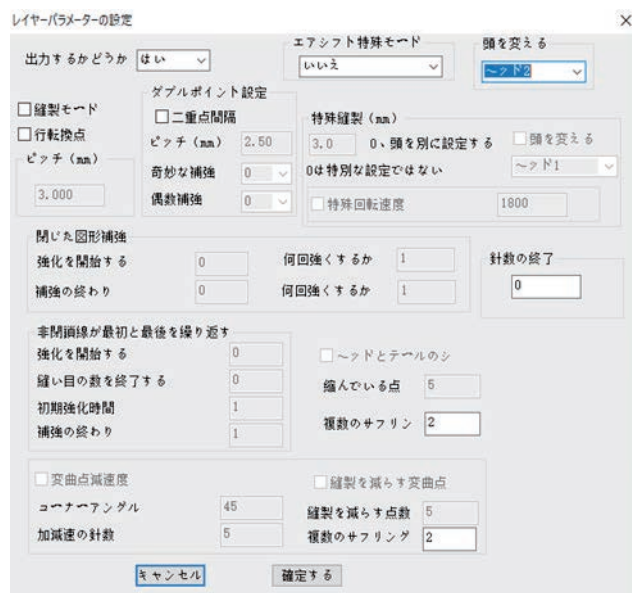 レイヤーパラメーターの設定
出力するかどうか はい
エアシフト特殊モード
いいえ
頭を変える
ヘッド2
縫製モード
行転換点
ピッチ (mm)
3.000
ダブルポイント設定
二重点間隔
ピッチ (mm) 2.50
奇妙な補強 0
偶数補強 0
特殊縫製 (mm)
3.0 0、頭を別に設定する
0は特別な設定ではない
頭を変える
ヘッド1
特殊回転速度 1800
閉じた図形補強
強化を開始する 0 何回強くするか 1
補強の終わり 0 何回強くするか 1
針数の終了
0
非閉頭線が最初と最後を繰り返す
強化を開始する 0
縫い目の数を終了する 0
初期強化時間 1
補強の終わり 1
ヘッドとテールのシ
縮んでいる点 5
複数のサフリン 2
変曲点減速度
コーナーアングル 45
加減速の針数 5
縫製を減らす変曲点
縫製を減らす点数 5
複数のサフリング 2
キャンセル 確定する